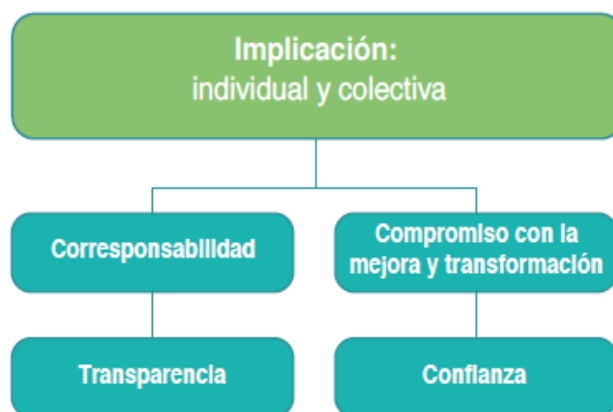 Implicación:
individual y colectiva
Corresponsabilidad
Compromiso con la
mejora y transformación
Transparencia
Confianza